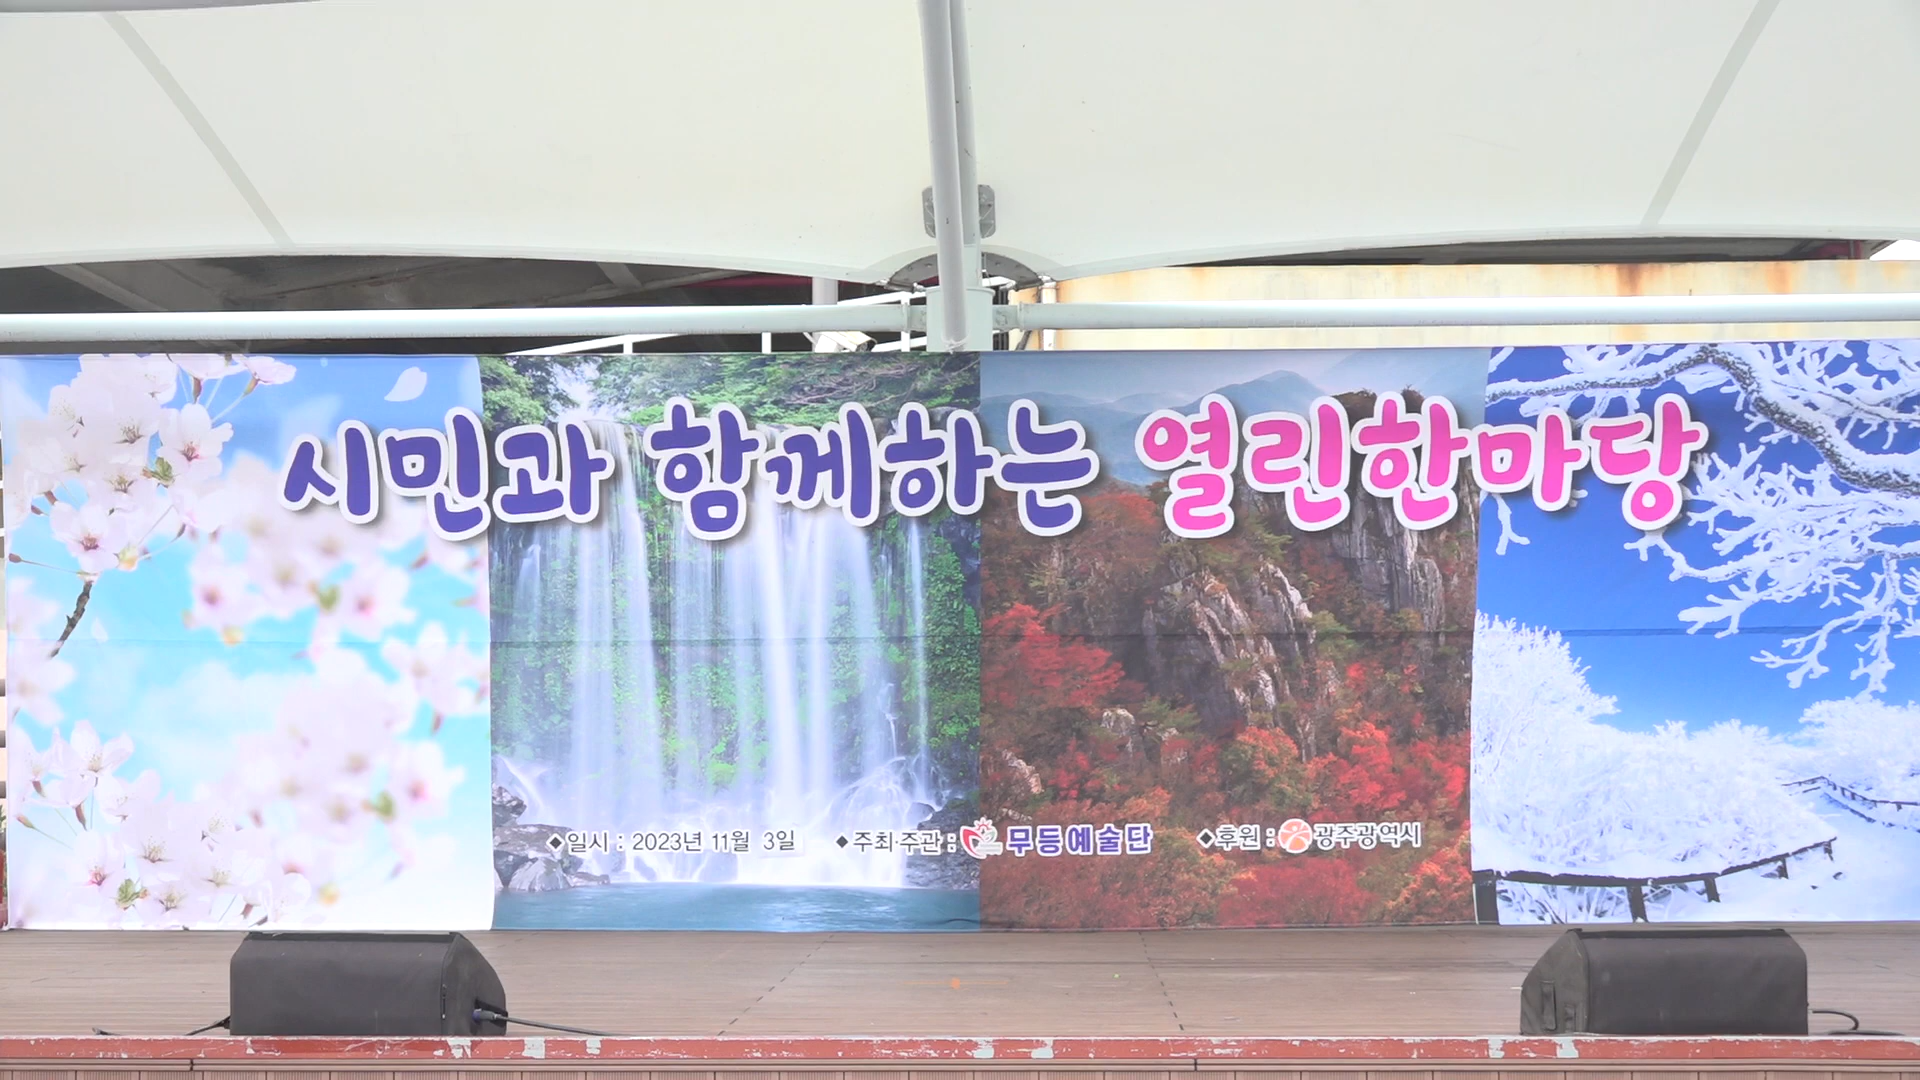 시민과 함께하는 열린한마당
◆일시 : 2023년 11월 3일 ◆주최·주관 : 무등예술단 ◆후원 : 광주광역시